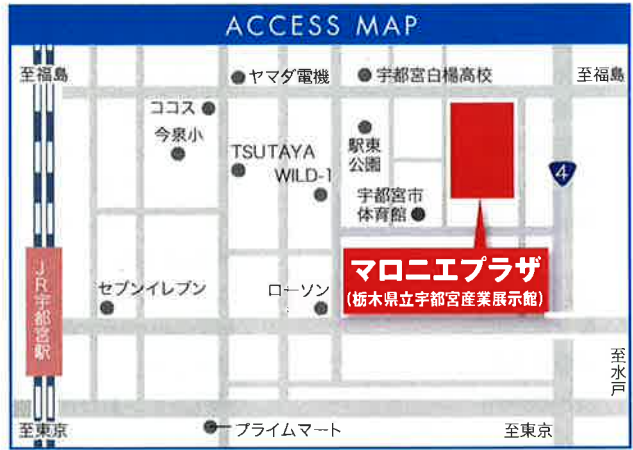 ACCESS MAP
至福島
ヤマダ電機
宇都宮白楊高校
至福島
ココス
今泉小
TSUTAYA
WILD-1
駅東
公園
4
宇都宮市
体育館
マロニエプラザ
(栃木県立宇都宮産業展示館)
JR宇都宮駅
セブンイレブン
ローソン
至水戸
至東京
プライムマート
至東京